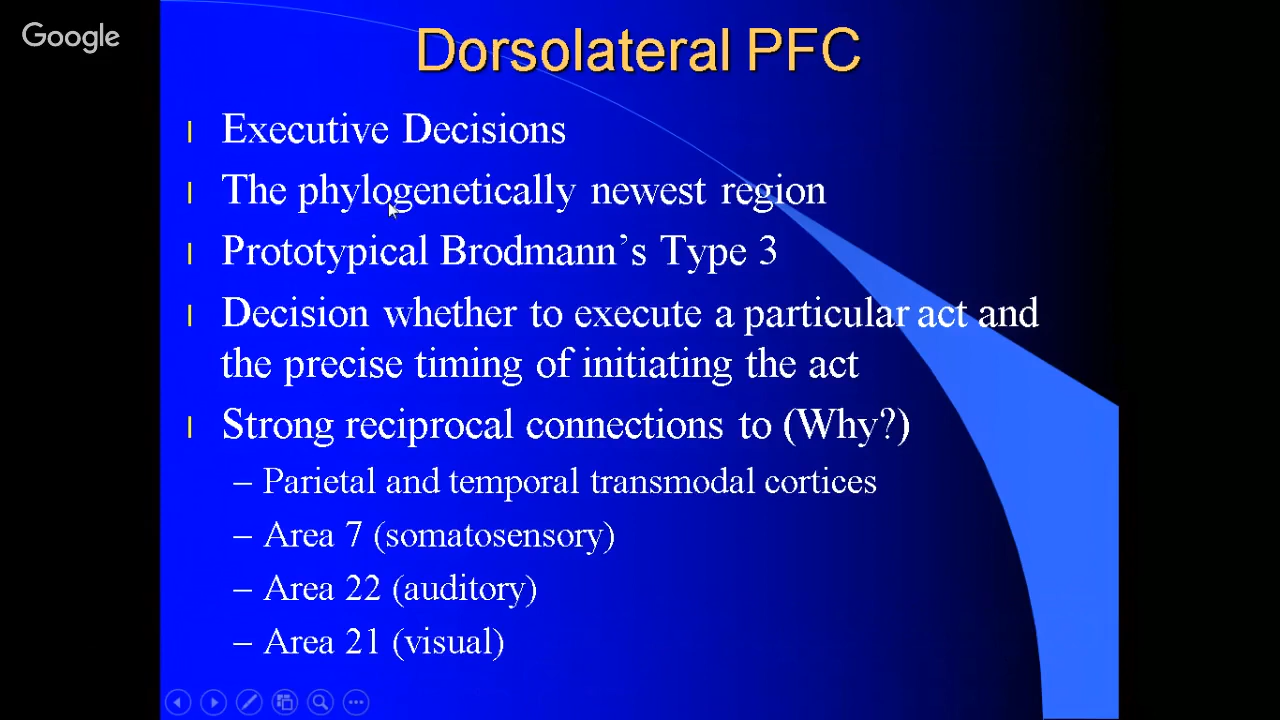 Google
Dorsolateral PFC
Executive Decisions
The phylogenetically newest region
Prototypical Brodmann’s Type 3
Decision whether to execute a particular act and
the precise timing of initiating the act
Strong reciprocal connections to (Why?)
– Parietal and temporal transmodal cortices
– Area 7 (somatosensory)
– Area 22 (auditory)
– Area 21 (visual)